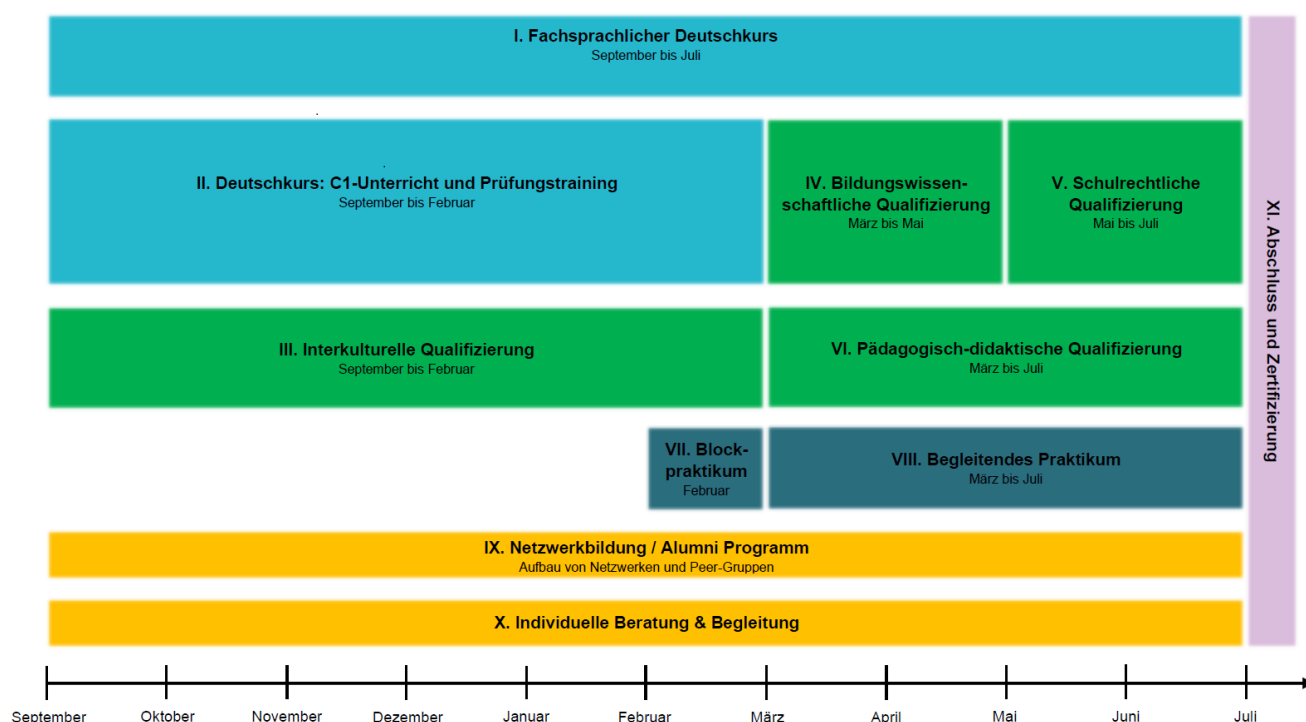 I. Fachsprachlicher Deutschkurs
September bis Juli
II. Deutschkurs: C1-Unterricht und Prüfungstraining
September bis Februar
IV. Bildungswissen-
schaftliche Qualifizierung
März bis Mai
V. Schulrechtliche
Qualifizierung
Mai bis Juli
III. Interkulturelle Qualifizierung
September bis Februar
VI. Pädagogisch-didaktische Qualifizierung
März bis Juli
VII. Block-
praktikum
Februar
VIII. Begleitendes Praktikum
März bis Juli
IX. Netzwerkbildung / Alumni Programm
Aufbau von Netzwerken und Peer-Gruppen
X. Individuelle Beratung & Begleitung
XI. Abschluss und Zertifizierung
September Oktober November Dezember Januar Februar März April Mai Juni Juli